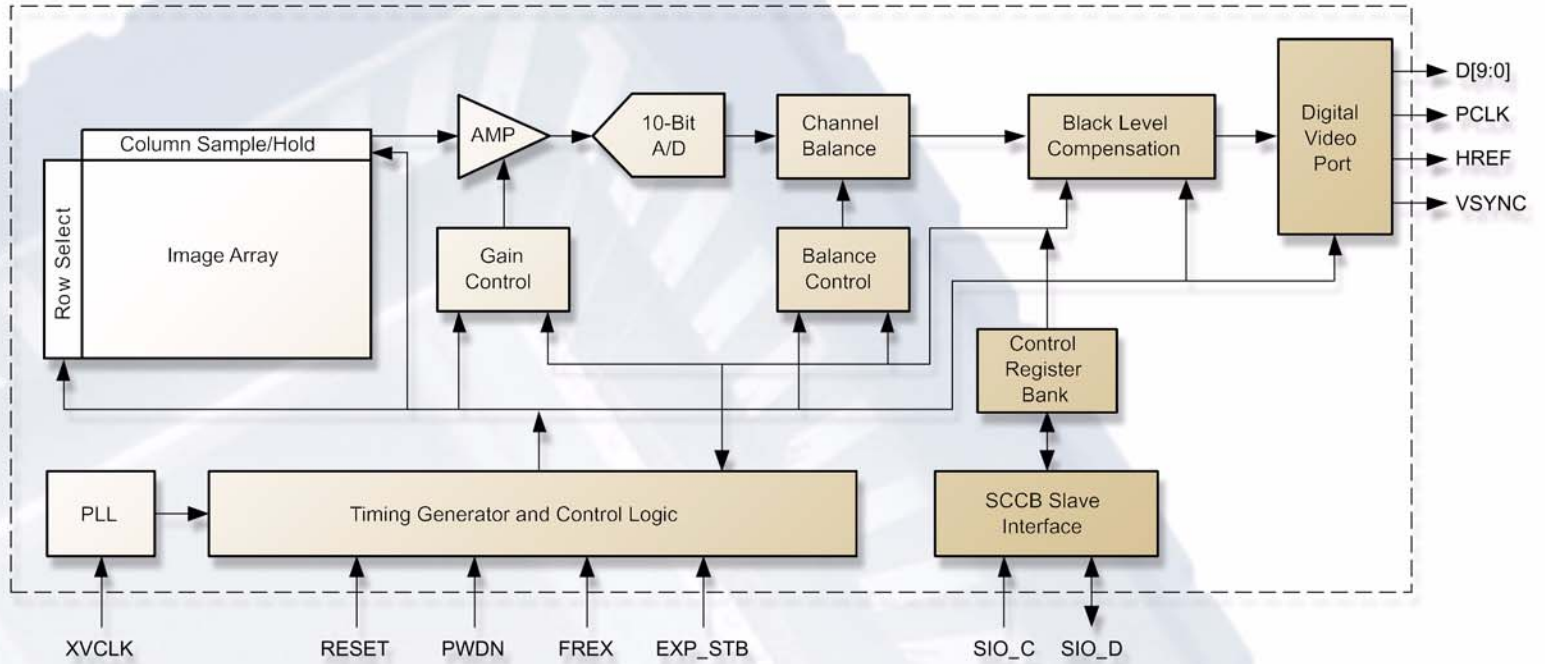 D[9:0]
PCLK
HREF
VSYNC
Column Sample/Hold
Row Select
Image Array
AMP
10-Bit
A/D
Channel
Balance
Black Level
Compensation
Digital
Video
Port
Gain
Control
Balance
Control
Control
Register
Bank
PLL
Timing Generator and Control Logic
SCCB Slave
Interface
XVCLK
RESET
PWDN
FREX
EXP_STB
SIO_C
SIO_D